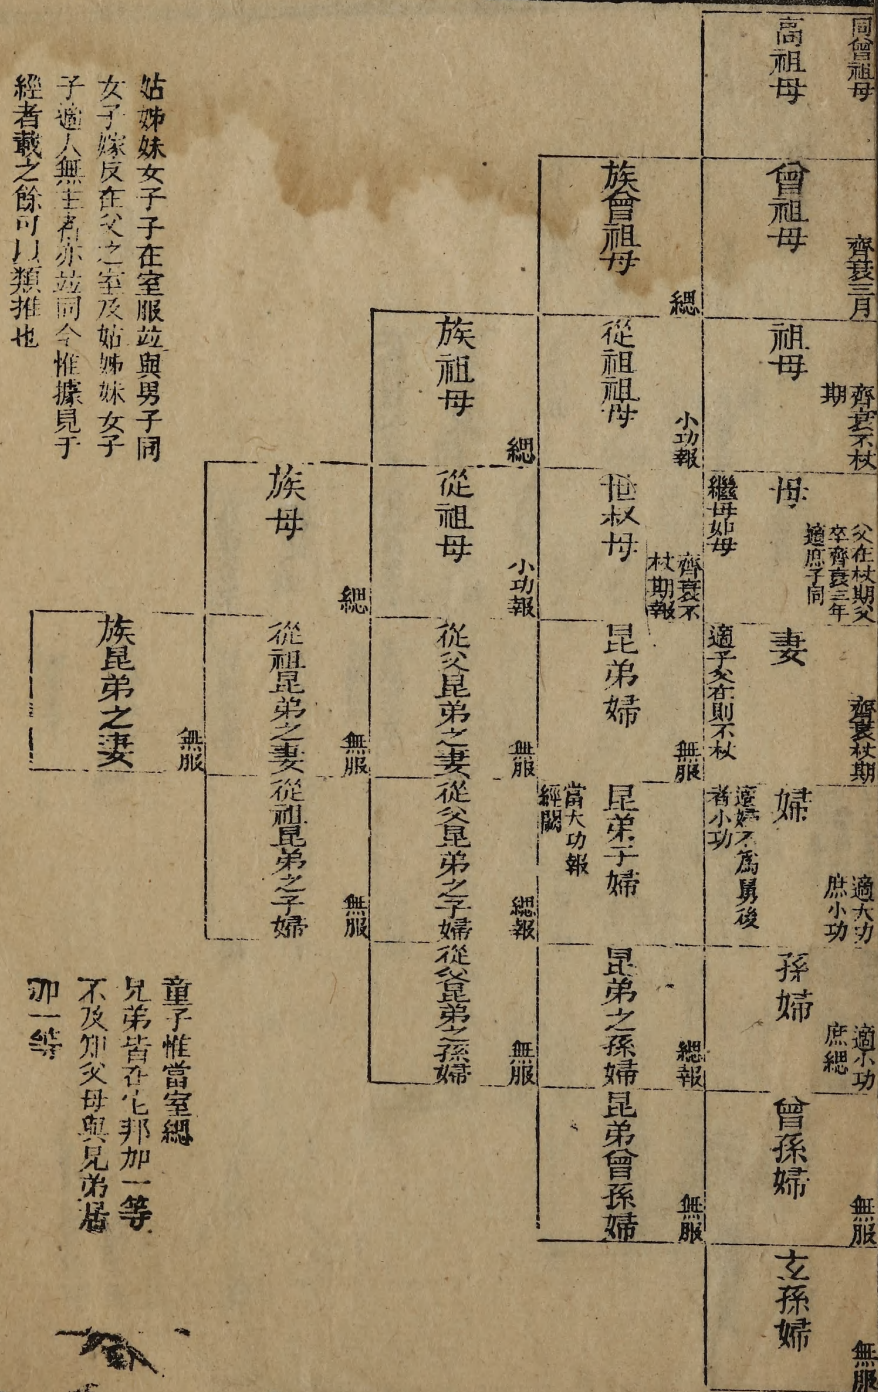 同曾祖母
高祖母
齊衰三月
曾祖母
齊衰不杖
期
祖母
父在杖期父
卒齊衰三年
適庶子同
母
繼母如母
齊衰杖期
妻
適子父在則不杖
適大功
庶小功
婦
適婦不為舅後
者小功
適小功
庶緦
孫婦
無服
曾孫婦
無服
玄孫婦
緦
族曾祖母
小功報
從祖祖母
齊衰不
杖期報
世叔母
無服
昆弟婦
當大功報
經闕
昆弟子婦
緦報
昆弟之孫婦
無服
昆弟曾孫婦
緦
族祖母
小功報
從祖母
無服
從父昆弟之妻
緦報
從父昆弟之子婦
無服
從父昆弟之孫婦
緦
族母
無服
從祖昆弟之妻
無服
從祖昆弟之子婦
無服
族昆弟之妻
姑姊妹女子子在室服竝與男子同
女子嫁反在父之室及姑姊妹女子
子適人無主者亦竝同今惟據見于
經者載之餘可以類推也
童子惟當室緦
兄弟皆在它邦加一等
不及知父母與兄弟居
加一等